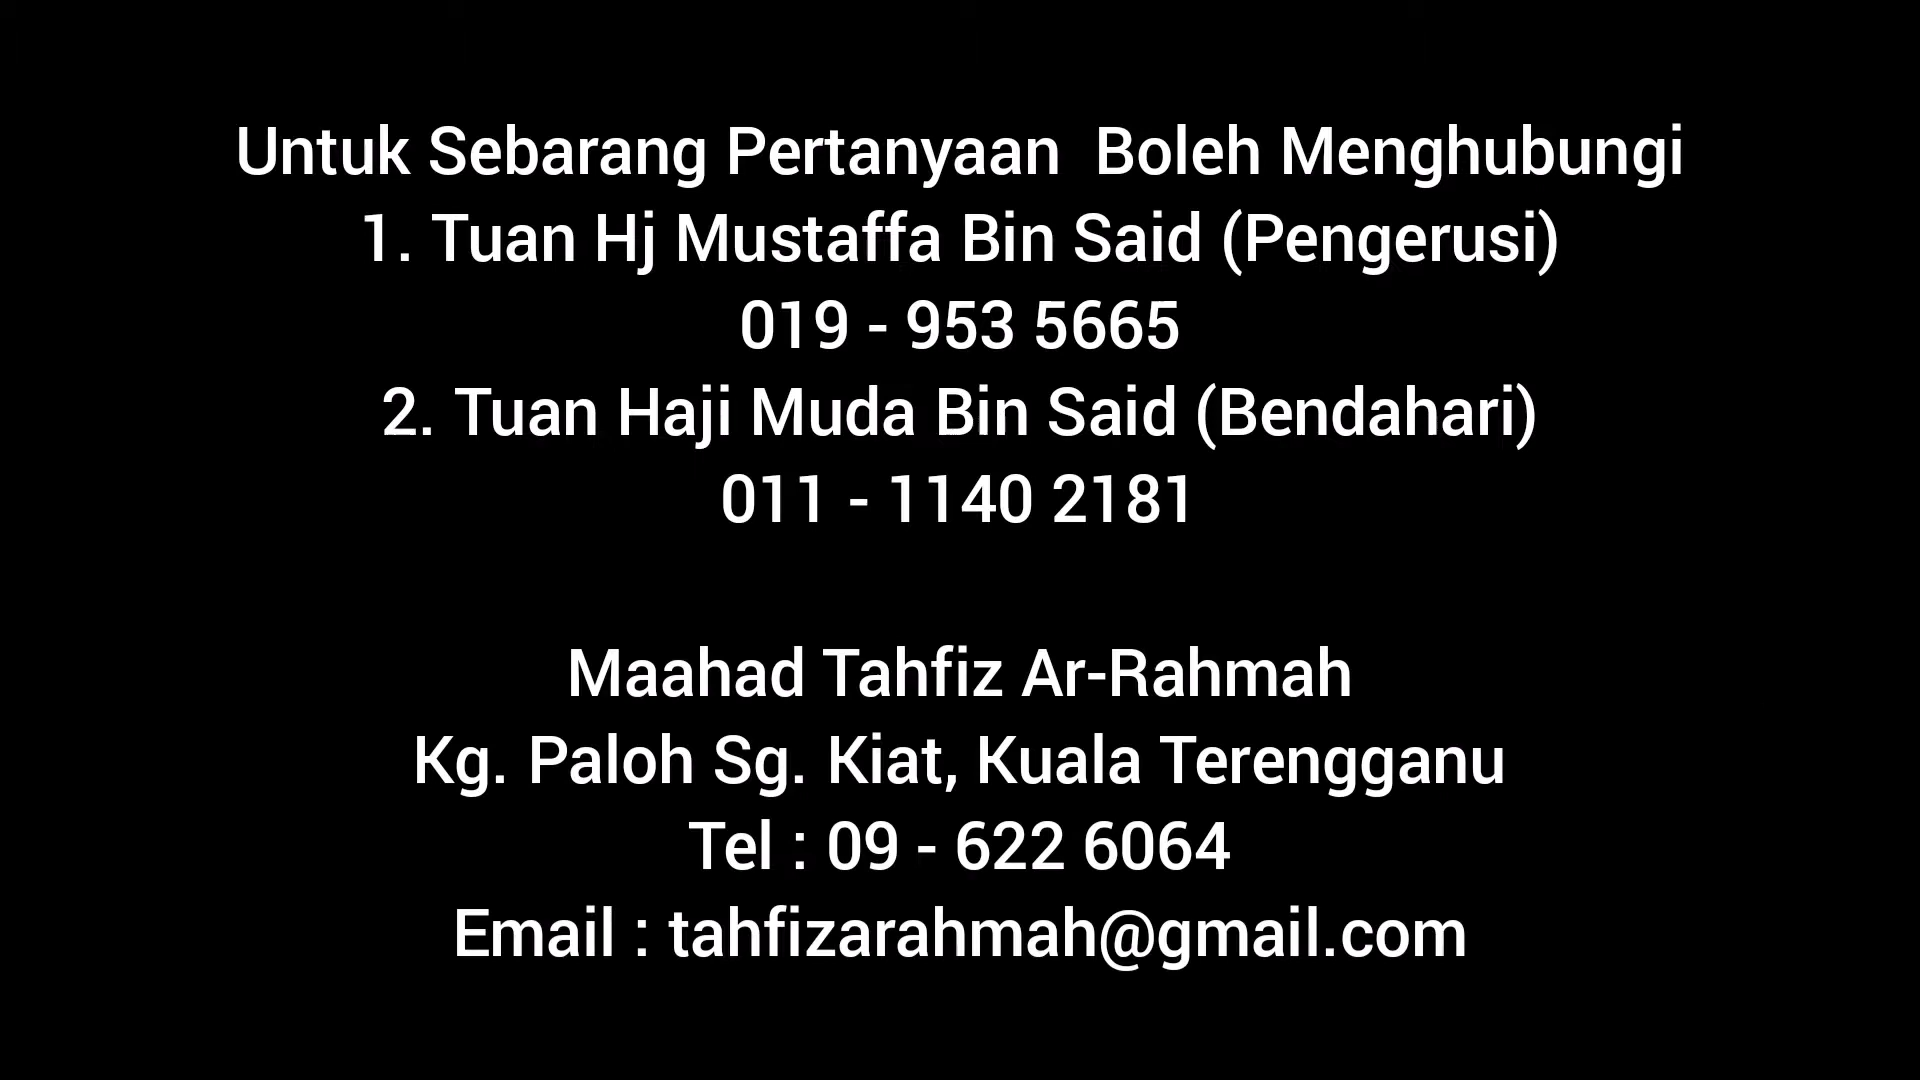 Untuk Sebarang Pertanyaan  Boleh Menghubungi
1. Tuan Hj Mustaffa Bin Said (Pengerusi)
019 - 953 5665
2. Tuan Haji Muda Bin Said (Bendahari)
011 - 1140 2181
Maahad Tahfiz Ar-Rahmah
Kg. Paloh Sg. Kiat, Kuala Terengganu
Tel : 09 - 622 6064
Email : tahfizarahmah@gmail.com